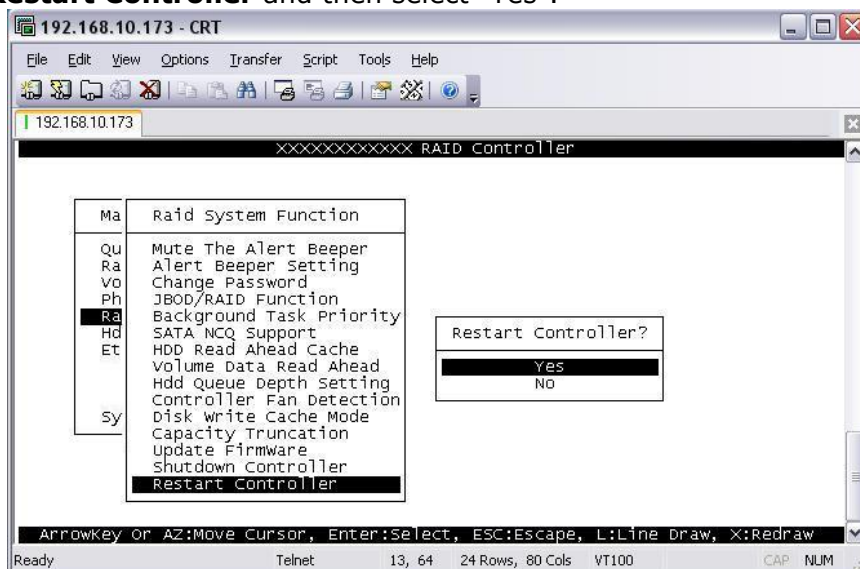 Restart Controller and then select "Yes".
192.168.10.173 - CRT
File Edit View Options Transfer Script Tools Help
192.168.10.173
XXXXXXXXXXXX RAID Controller
Ma
Qu
Ra
Vo
Ph
Ra
Hd
Et
Sy
Raid System Function
Mute The Alert Beeper
Alert Beeper Setting
Change Password
JBOD/RAID Function
Background Task Priority
SATA NCQ Support
HDD Read Ahead Cache
Volume Data Read Ahead
Hdd Queue Depth Setting
Controller Fan Detection
Disk Write Cache Mode
Capacity Truncation
Update FirmWare
Shutdown Controller
Restart Controller
Restart Controller?
Yes
No
ArrowKey Or AZ:Move Cursor, Enter:Select, ESC:Escape, L:Line Draw, X:Redraw
Ready Telnet 13, 64 24 Rows, 80 Cols VT100 CAP NUM